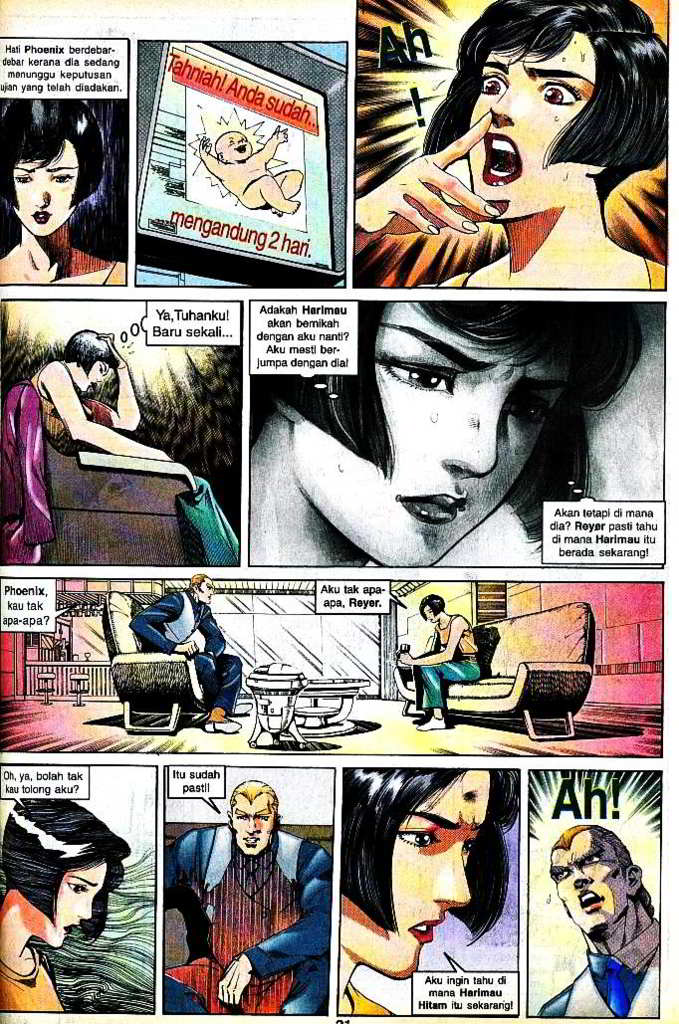 Hati Phoenix berdebar-
debar kerana dia sedang
menunggu keputusan
ujian yang telah diadakan.
Tahniah! Anda sudah...
mengandung 2 hari.
Ah
!
Ya,Tuhanku!
Baru sekali...
Adakah Harimau
akan bernikah
dengan aku nanti?
Aku mesti ber-
jumpa dengan dia!
Akan tetapi di mana
dia? Reyer pasti tahu
di mana Harimau itu
berada sekarang!
Phoenix,
kau tak
apa-apa?
Aku tak apa-
apa, Reyer.
Oh, ya, bolah tak
kau tolong aku?
Itu sudah
pasti!
Aku ingin tahu di
mana Harimau
Hitam itu sekarang!
Ah!
21